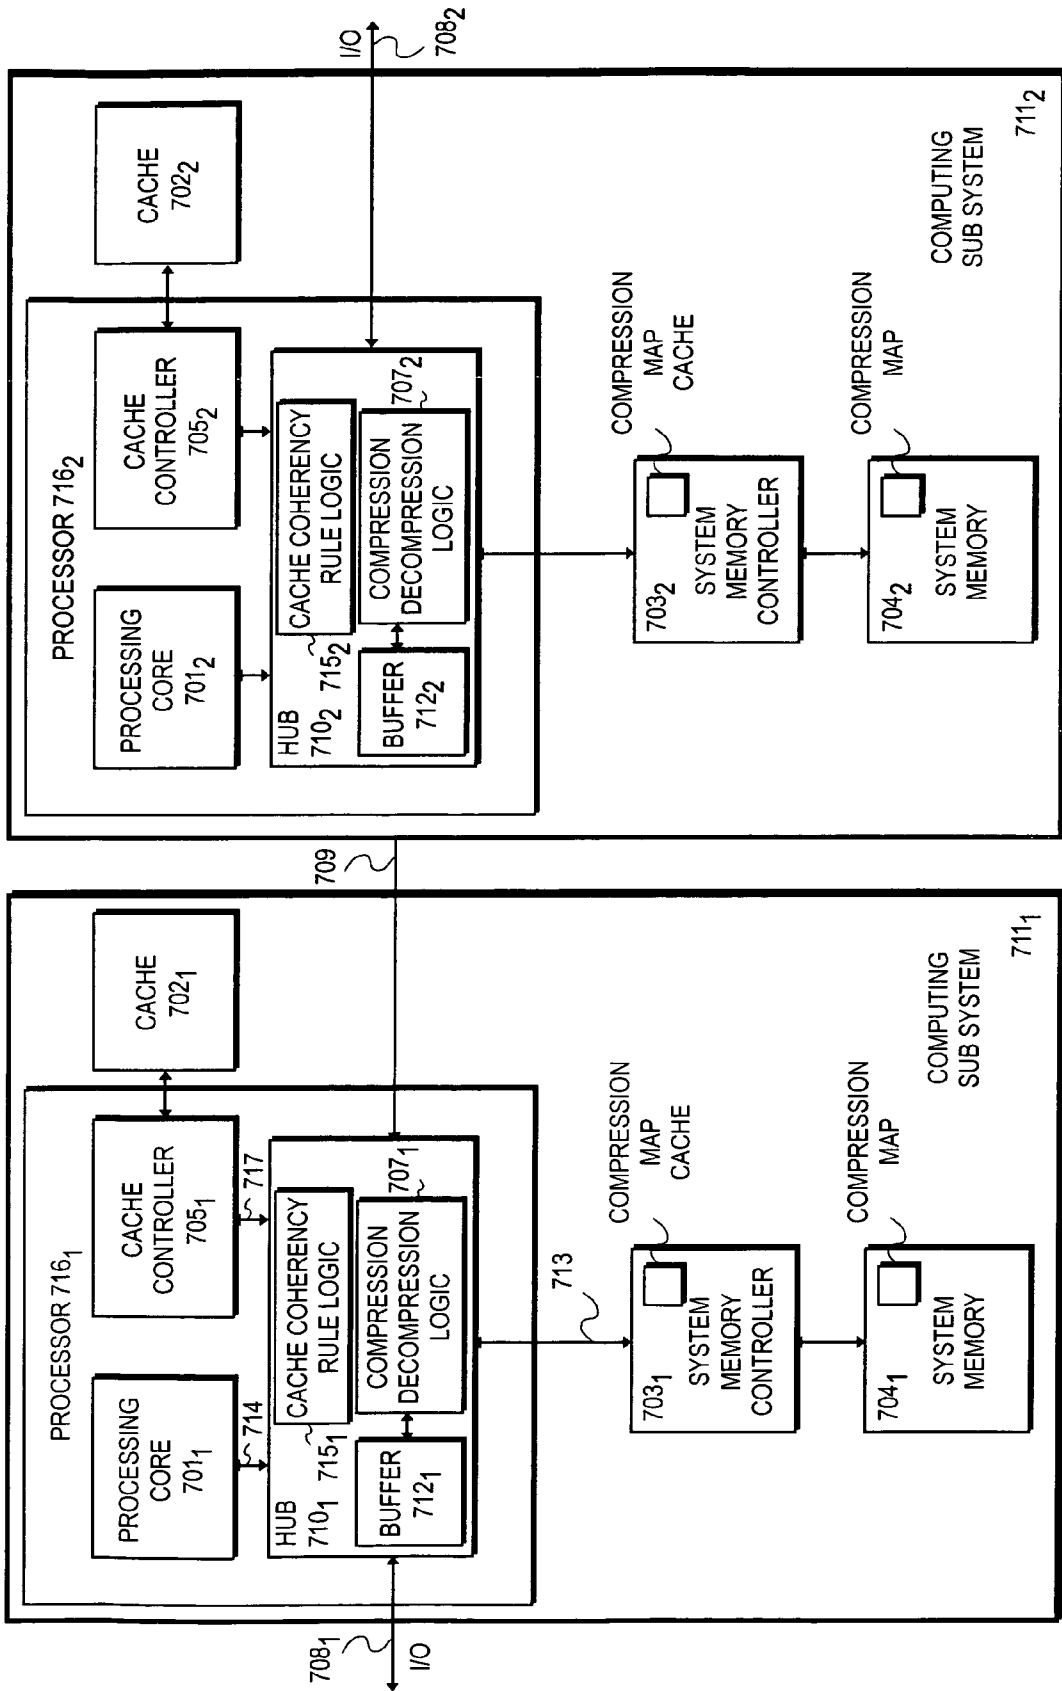 708₁
I/O
PROCESSOR 716₁
PROCESSING
CORE
701₁
714
CACHE
CONTROLLER
705₁
717
CACHE
702₁
HUB
710₁
715₁
CACHE COHERENCY
RULE LOGIC
BUFFER
712₁
COMPRESSION
DECOMPRESSION
LOGIC
707₁
713
703₁
SYSTEM
MEMORY
CONTROLLER
COMPRESSION
MAP
CACHE
704₁
SYSTEM
MEMORY
COMPRESSION
MAP
COMPUTING
SUB SYSTEM
711₁
709
PROCESSOR 716₂
PROCESSING
CORE
701₂
CACHE
CONTROLLER
705₂
CACHE
702₂
I/O
708₂
HUB
710₂
715₂
CACHE COHERENCY
RULE LOGIC
BUFFER
712₂
COMPRESSION
DECOMPRESSION
LOGIC
707₂
703₂
SYSTEM
MEMORY
CONTROLLER
COMPRESSION
MAP
CACHE
704₂
SYSTEM
MEMORY
COMPRESSION
MAP
COMPUTING
SUB SYSTEM
711₂